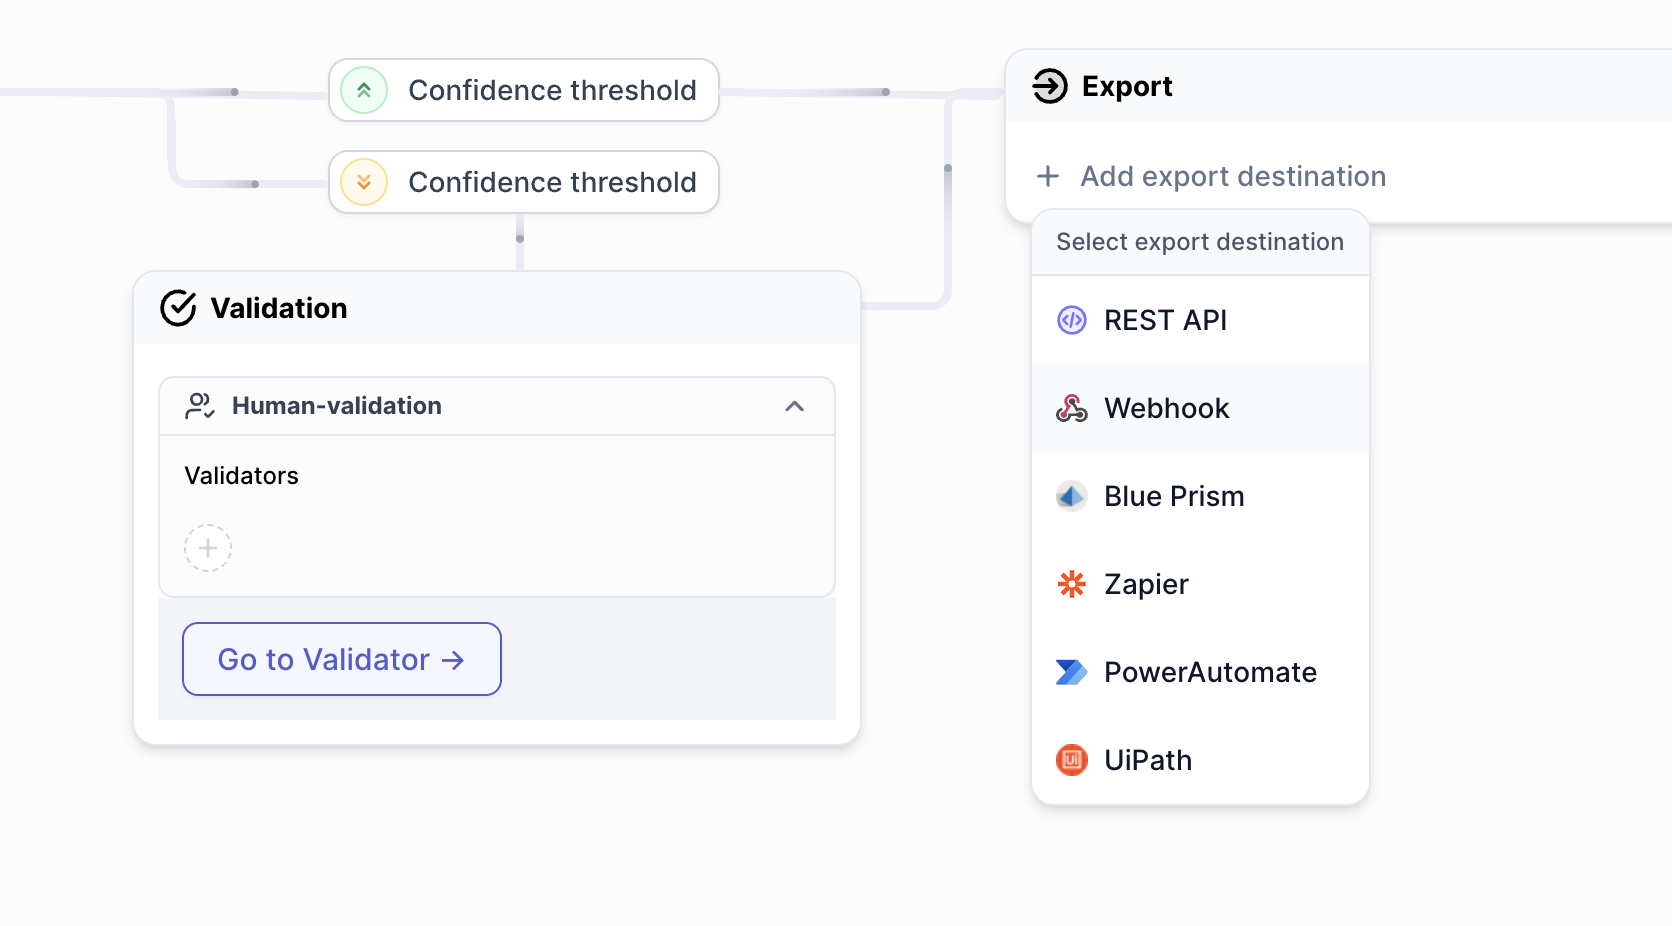 Confidence threshold
Confidence threshold
Validation
Human-validation
Validators
Go to Validator →
Export
+ Add export destination
Select export destination
REST API
Webhook
Blue Prism
Zapier
PowerAutomate
Ui
UiPath